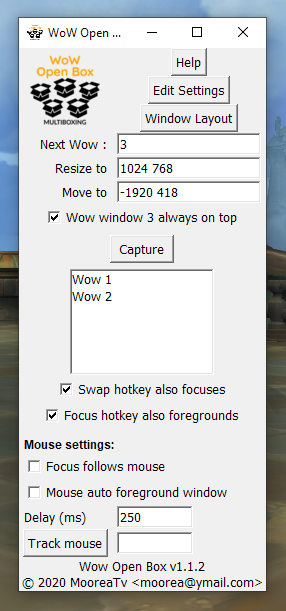 WoW Open ...
WoW
Open Box
MULTIBOXING
Help
Edit Settings
Window Layout
Next Wow :
3
Resize to
1024 768
Move to
-1920 418
Wow window 3 always on top
Capture
Wow 1
Wow 2
Swap hotkey also focuses
Focus hotkey also foregrounds
Mouse settings:
Focus follows mouse
Mouse auto foreground window
Delay (ms)
250
Track mouse
Wow Open Box v1.1.2
© 2020 MooreaTv <moorea@ymail.com>